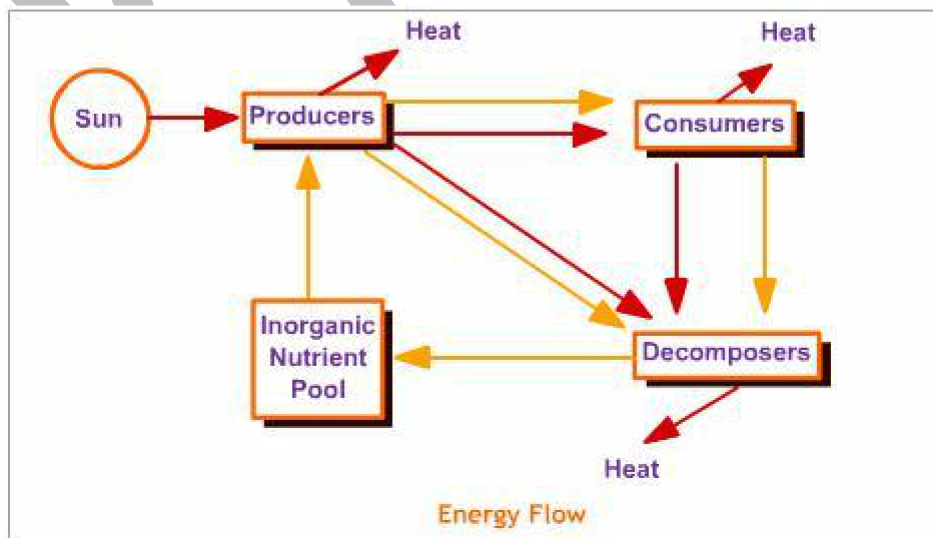 Heat
Heat
Sun
Producers
Consumers
Inorganic
Nutrient
Pool
Decomposers
Heat
Energy Flow